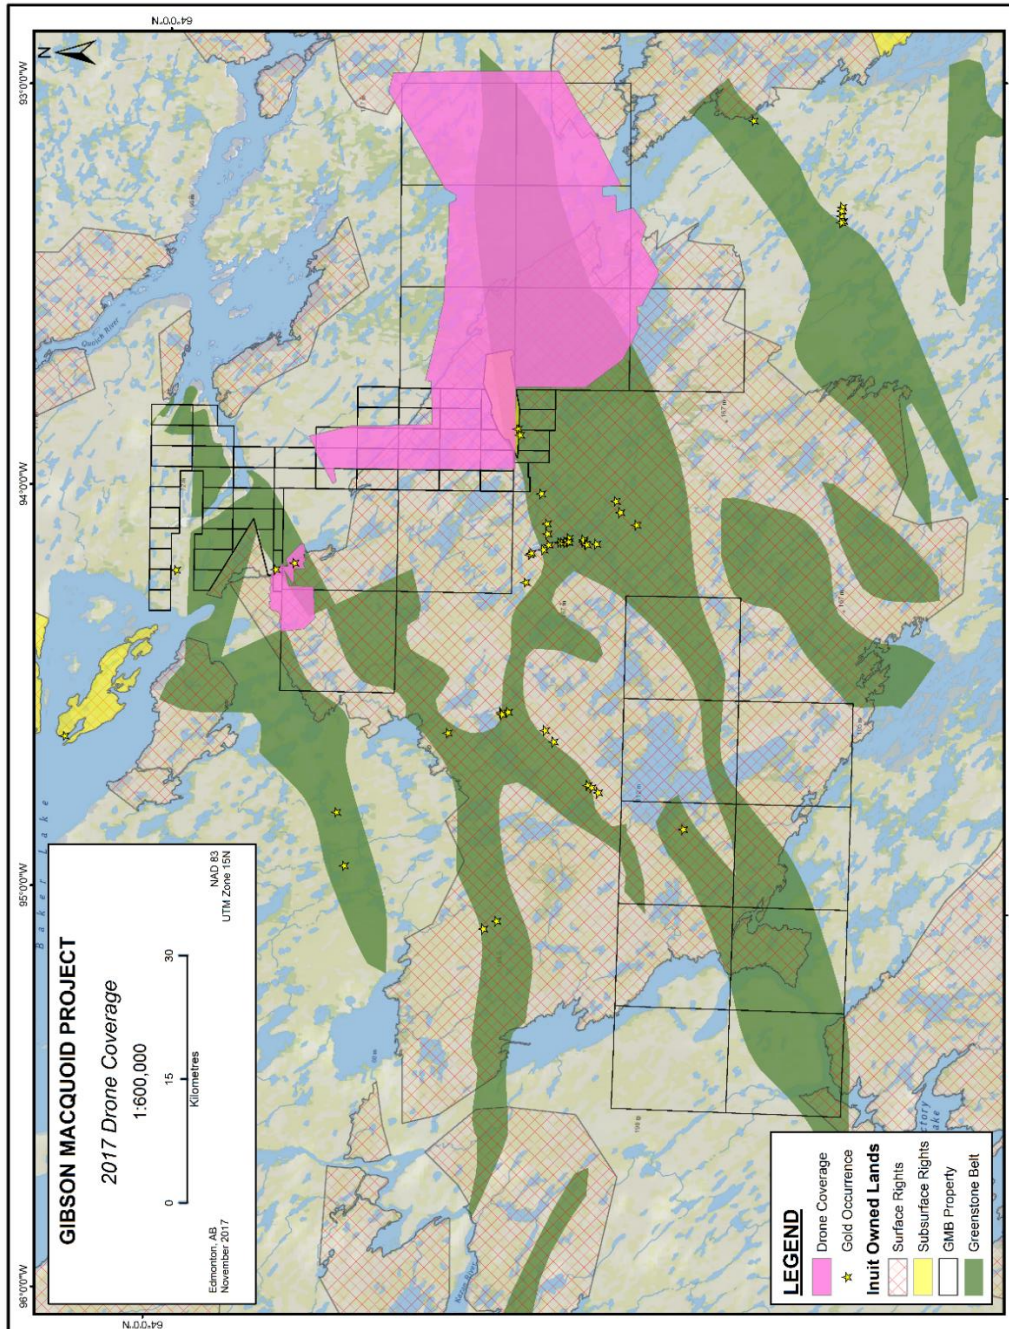 GIBSON MACQUOID PROJECT
2017 Drone Coverage
1:600,000
0 15 30
Kilometres
Edmonton, AB
November 2017
NAD 83
UTM Zone 15N
LEGEND
Drone Coverage
Gold Occurrence
Inuit Owned Lands
Surface Rights
Subsurface Rights
GMB Property
Greenstone Belt
96°0'0"W
95°0'0"W
94°0'0"W
93°0'0"W
64°0'0"N
64°0'0"N
N
Baker Lake
Quoich River